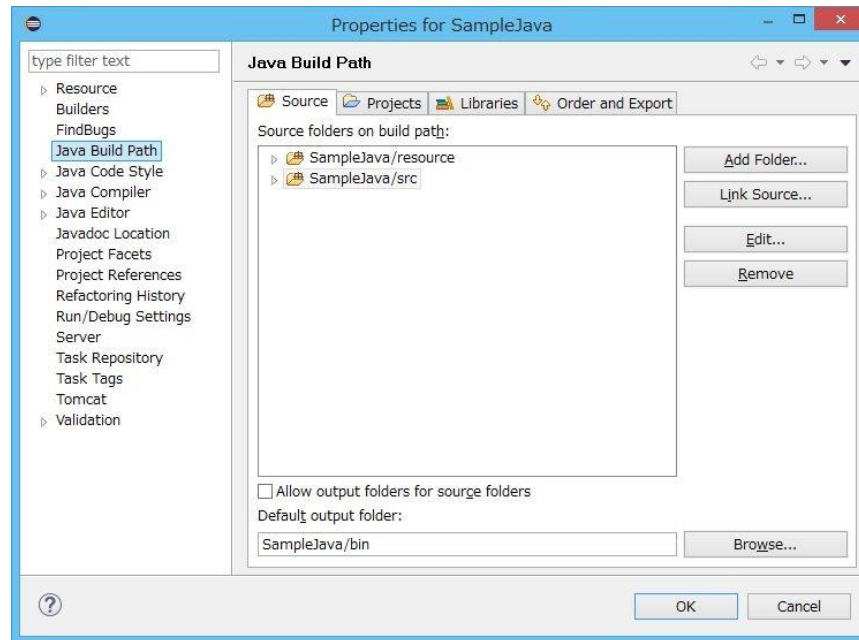 Properties for SampleJava
type filter text
Resource
Builders
FindBugs
Java Build Path
Java Code Style
Java Compiler
Java Editor
Javadoc Location
Project Facets
Project References
Refactoring History
Run/Debug Settings
Server
Task Repository
Task Tags
Tomcat
Validation
Java Build Path
Source Projects Libraries Order and Export
Source folders on build path:
SampleJava/resource
SampleJava/src
Add Folder...
Link Source...
Edit...
Remove
Allow output folders for source folders
Default output folder:
SampleJava/bin
Browse...
?
OK Cancel